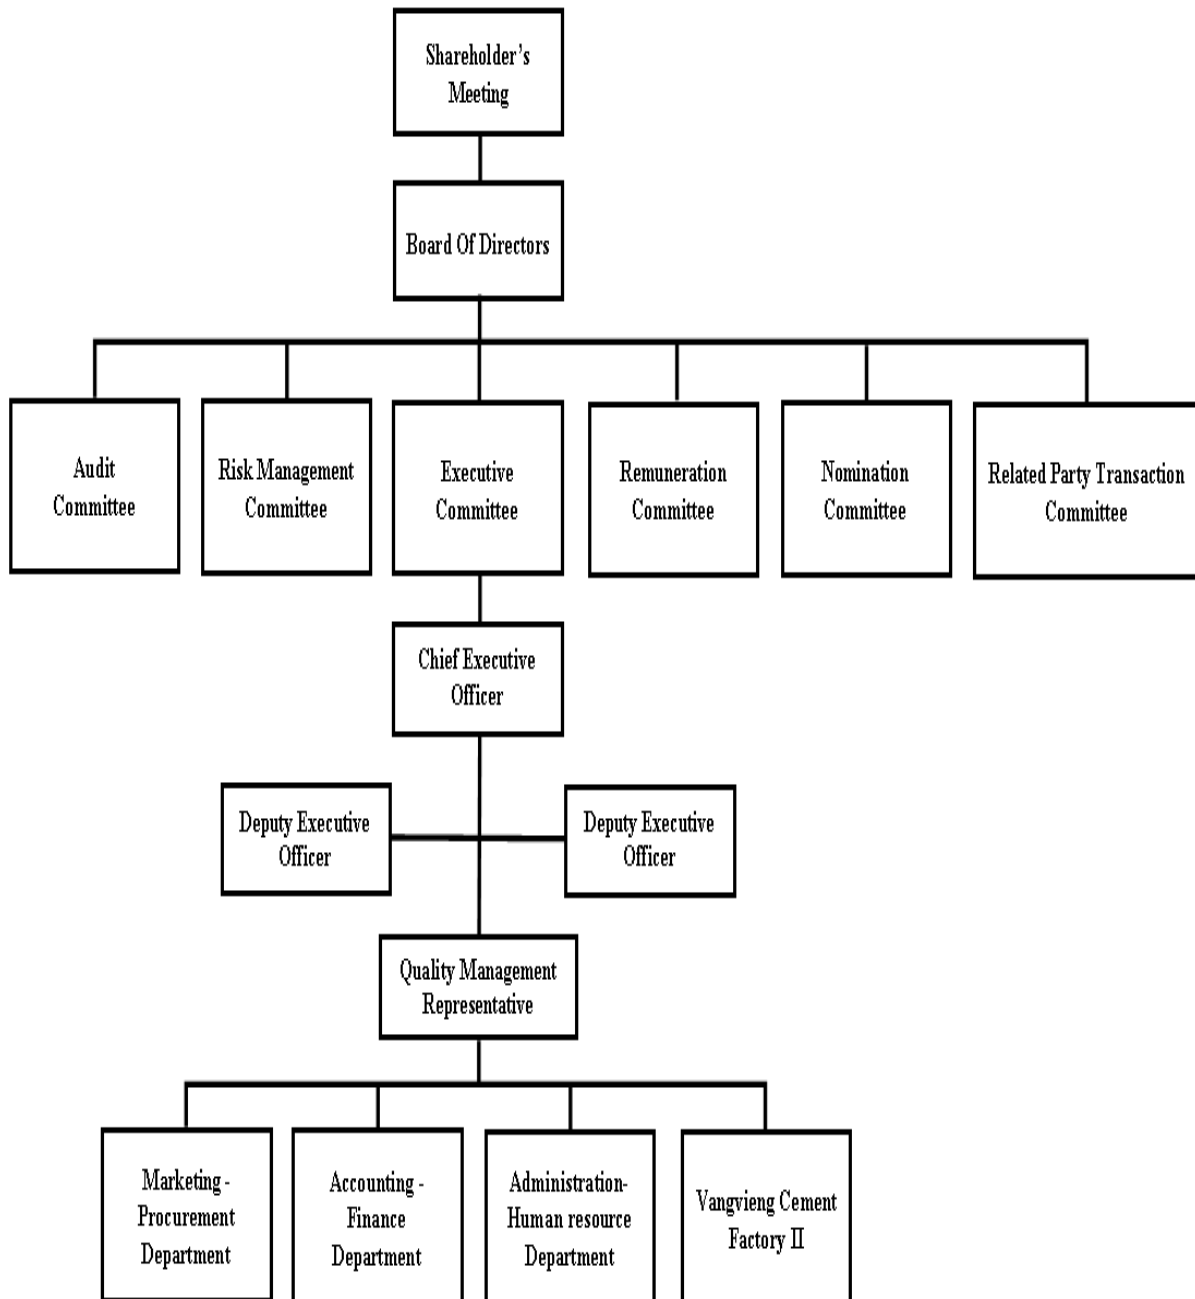 Shareholder's
Meeting
Board Of Directors
Audit
Committee
Risk Management
Committee
Executive
Committee
Remuneration
Committee
Nomination
Committee
Related Party Transaction
Committee
Chief Executive
Officer
Deputy Executive
Officer
Deputy Executive
Officer
Quality Management
Representative
Marketing -
Procurement
Department
Accounting -
Finance
Department
Administration-
Human resource
Department
Vangvieng Cement
Factory II